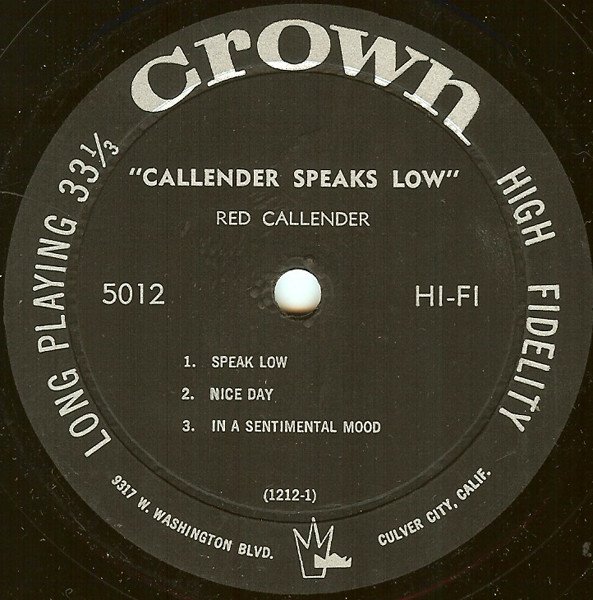 crown
LONG PLAYING 33⅓
HIGH FIDELITY
"CALLENDER SPEAKS LOW"
RED CALLENDER
5012
HI-FI
1. SPEAK LOW
2. NICE DAY
3. IN A SENTIMENTAL MOOD
(1212-1)
9317 W. WASHINGTON BLVD.
CULVER CITY, CALIF.